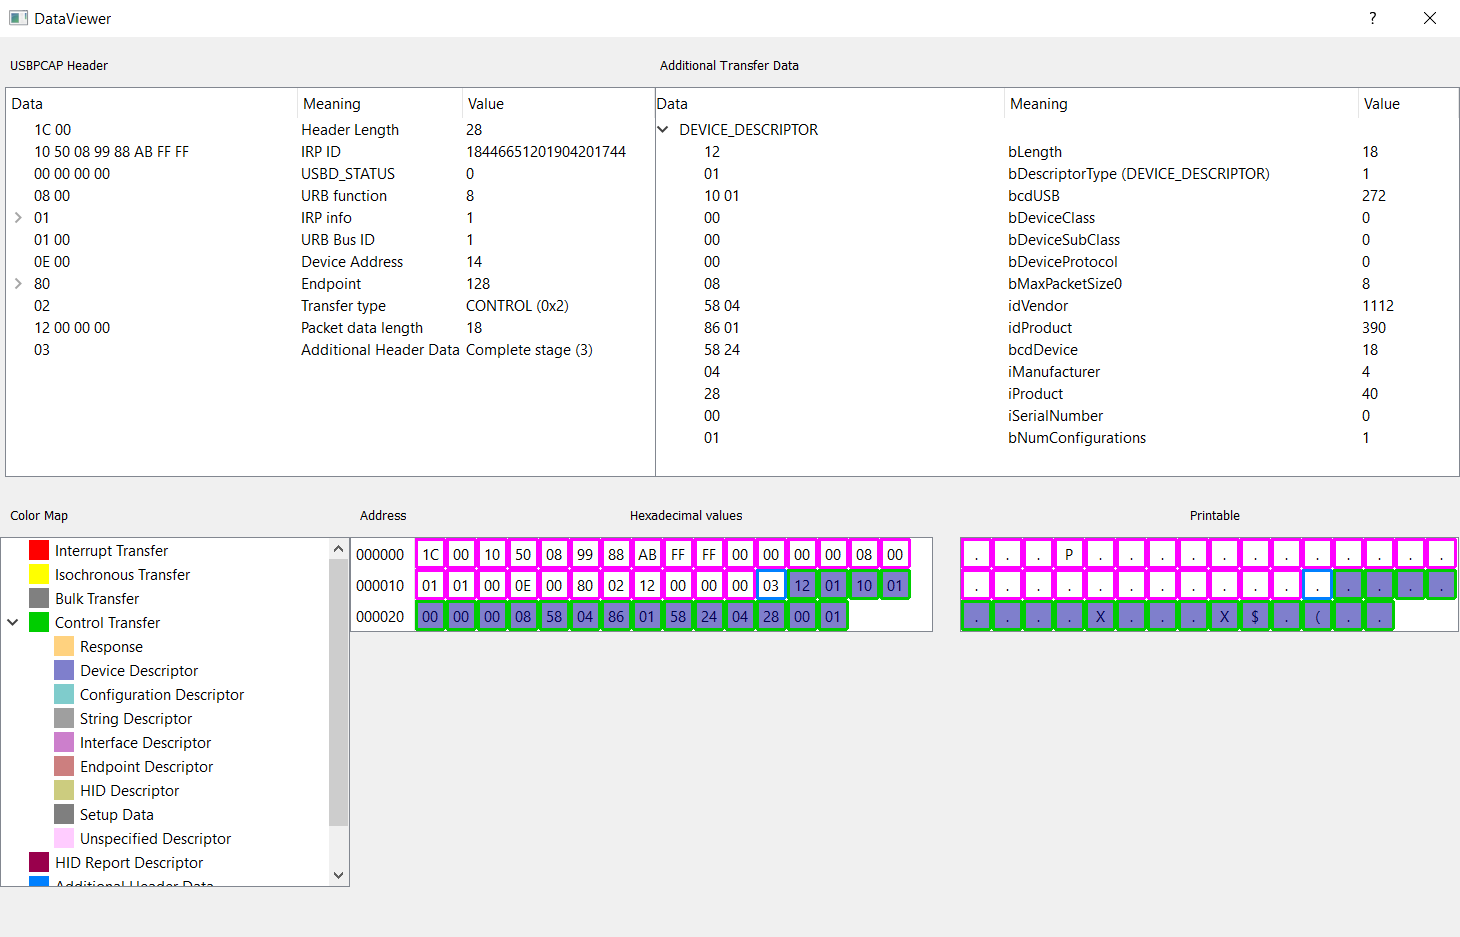 DataViewer
?
USBPCAP Header
Data Meaning Value
1C 00 Header Length 28
10 50 08 99 88 AB FF FF IRP ID 18446651201904201744
00 00 00 00 USBD_STATUS 0
08 00 URB function 8
01 IRP info 1
01 00 URB Bus ID 1
0E 00 Device Address 14
80 Endpoint 128
02 Transfer type CONTROL (0x2)
12 00 00 00 Packet data length 18
03 Additional Header Data Complete stage (3)
Additional Transfer Data
Data Meaning Value
DEVICE_DESCRIPTOR
12 bLength 18
01 bDescriptorType (DEVICE_DESCRIPTOR) 1
10 01 bcdUSB 272
00 bDeviceClass 0
00 bDeviceSubClass 0
00 bDeviceProtocol 0
08 bMaxPacketSize0 8
58 04 idVendor 1112
86 01 idProduct 390
58 24 bcdDevice 18
04 iManufacturer 4
28 iProduct 40
00 iSerialNumber 0
01 bNumConfigurations 1
Color Map
Interrupt Transfer
Isochronous Transfer
Bulk Transfer
Control Transfer
Response
Device Descriptor
Configuration Descriptor
String Descriptor
Interface Descriptor
Endpoint Descriptor
HID Descriptor
Setup Data
Unspecified Descriptor
HID Report Descriptor
Additional Header Data
Address Hexadecimal values Printable
000000 1C 00 10 50 08 99 88 AB FF FF 00 00 00 00 08 00 . . . P . . . . . . . . . . . .
000010 01 01 00 0E 00 80 02 12 00 00 00 03 12 01 10 01 . . . . . . . . . . . . . . . .
000020 00 00 00 08 58 04 86 01 58 24 04 28 00 01 . . . . X . . . X $ . ( . .